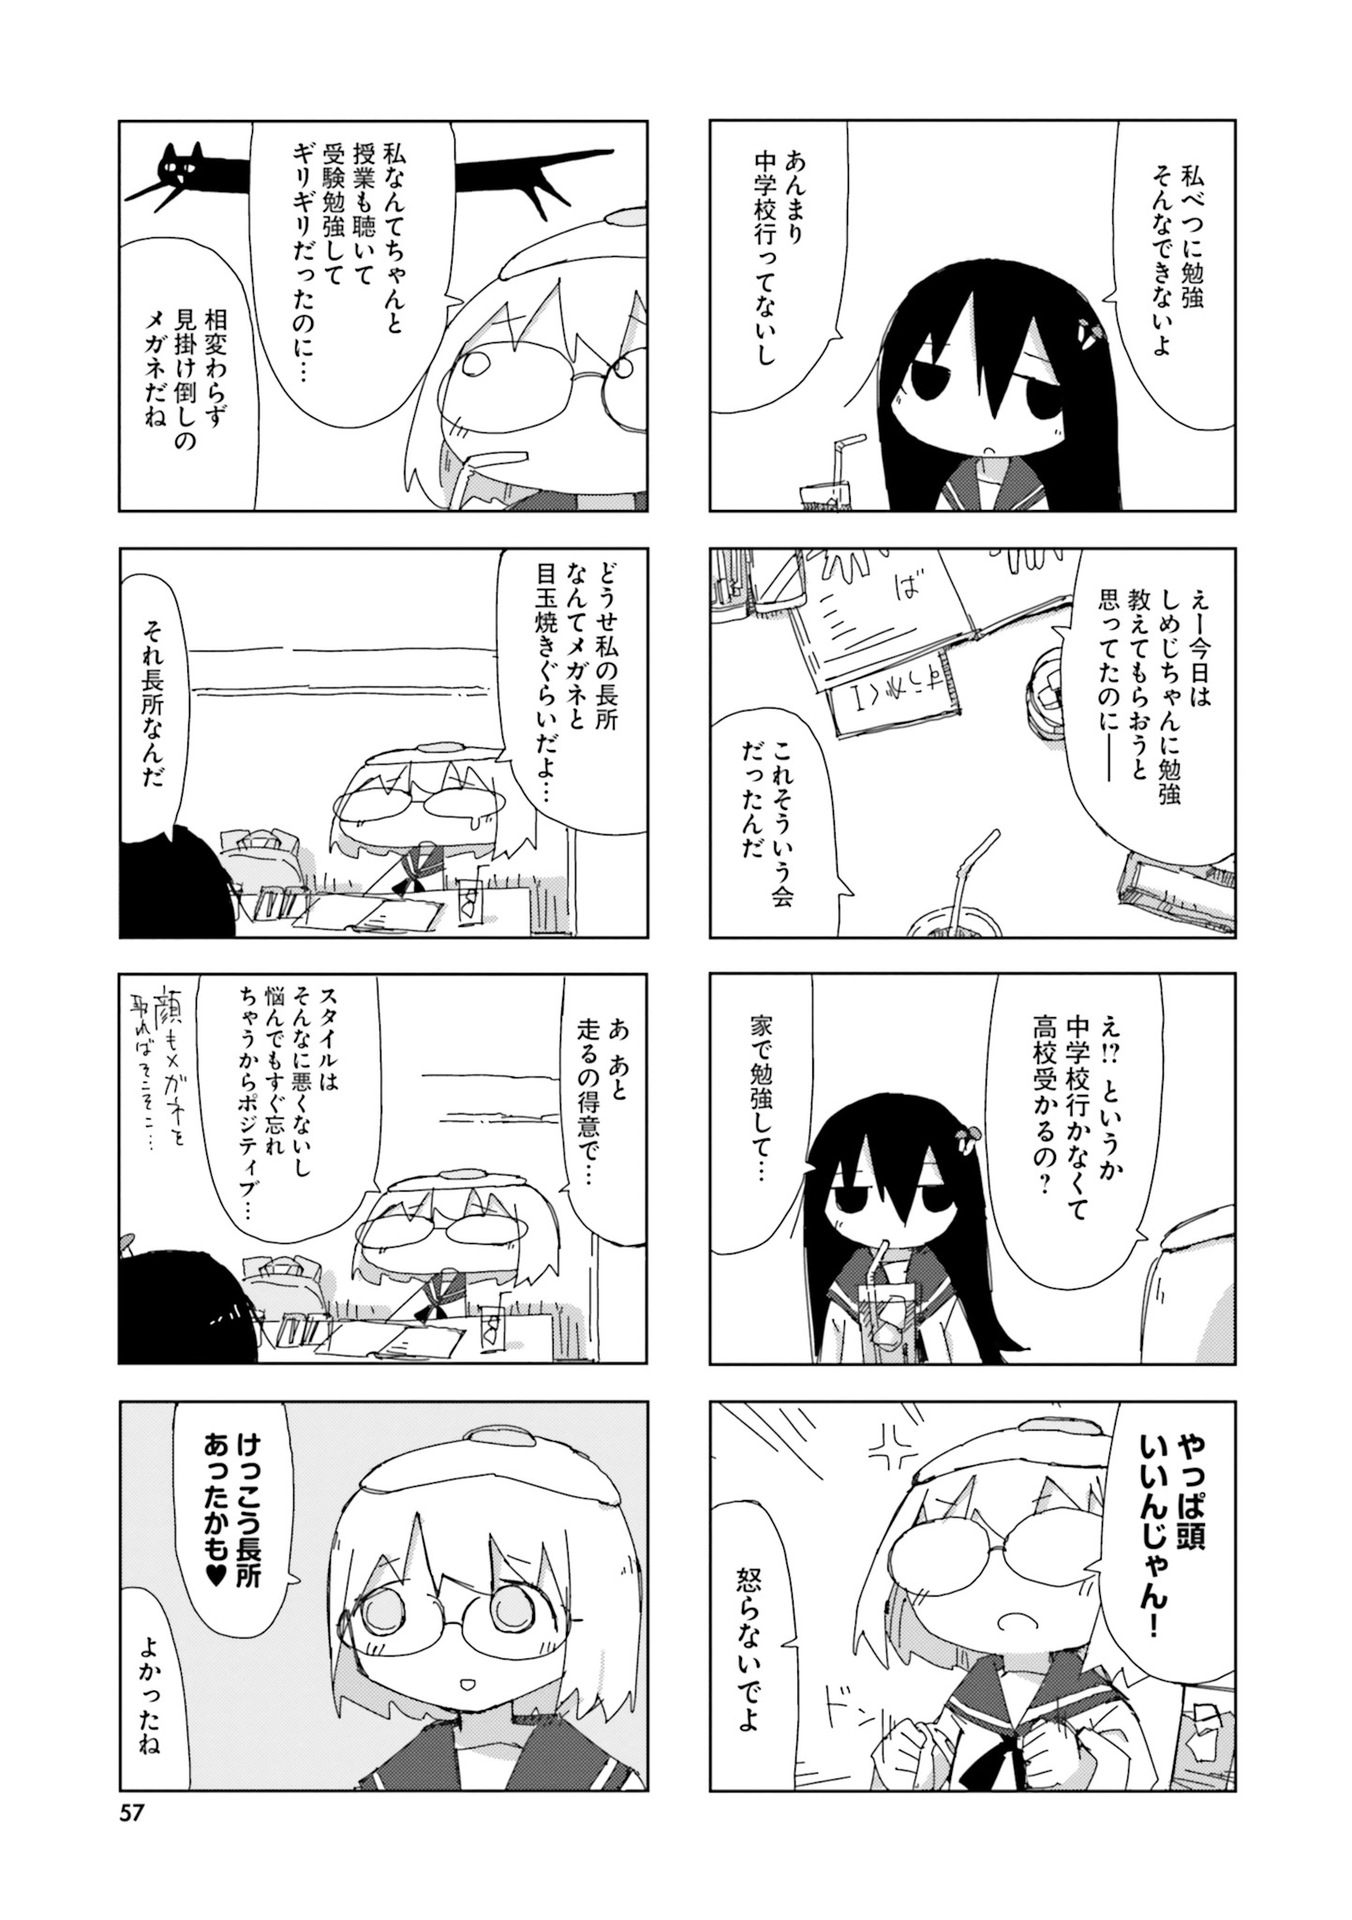 私べつに勉強
そんなできないよ
あんまり
中学校行ってないし
えー今日は
しめじちゃんに勉強
教えてもらおうと
思ってたのに――
ば
これそういう会
だったんだ
え!? というか
中学校行かなくて
高校受かるの?
家で勉強して…
やっぱ頭
いいんじゃん!
怒らないでよ
ドン
私なんてちゃんと
授業も聴いて
受験勉強して
ギリギリだったのに…
相変わらず
見掛け倒しの
メガネだね
どうせ私の長所
なんてメガネと
目玉焼きぐらいだよ…
それ長所なんだ
あ あと
走るの得意で…
スタイルは
そんなに悪くないし
悩んでもすぐ忘れ
ちゃうからポジティブ…
顔もメガネを
取ればそこそこ…
けっこう長所
あったかも♥
よかったね
57